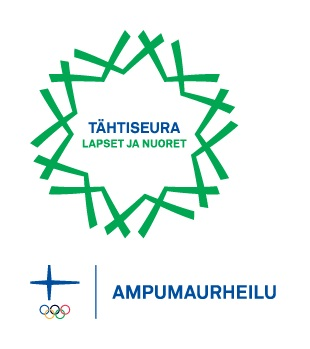 TÄHTISEURA
LAPSET JA NUORET
AMPUMAURHEILU